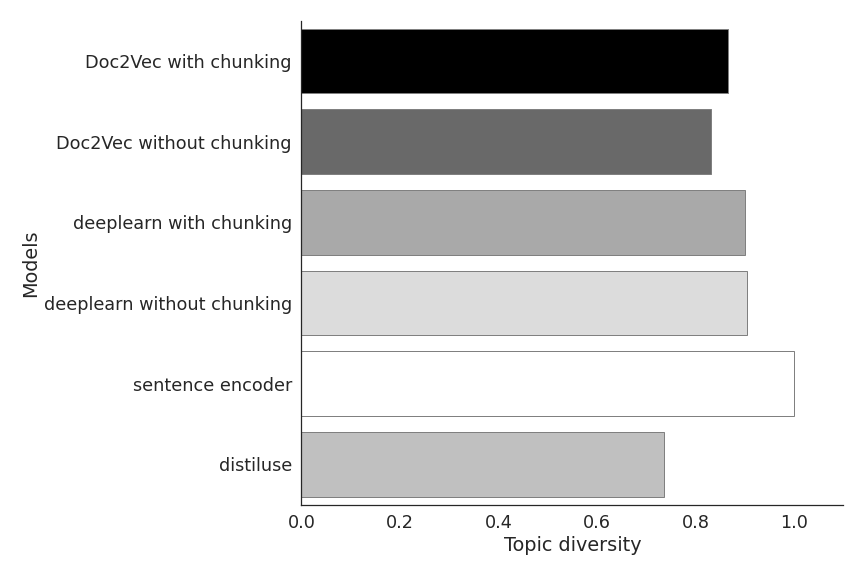 Doc2Vec with chunking
Doc2Vec without chunking
deeplearn with chunking
Models
deeplearn without chunking
sentence encoder
distiluse
0.0 0.2 0.4 0.6 0.8 1.0
Topic diversity